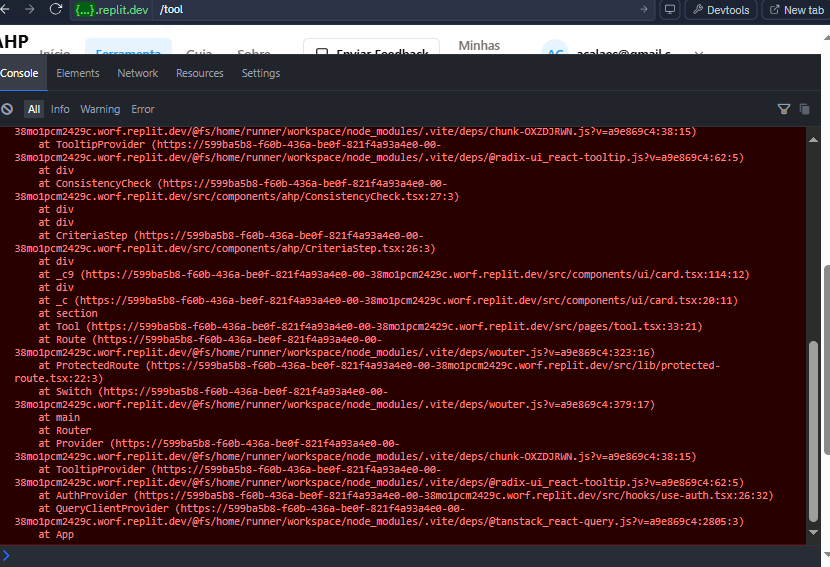 {...}.replit.dev /tool Devtools New tab
AHP Início Ferramenta Guia Sobre Enviar Feedback Minhas AC
Console Elements Network Resources Settings
All Info Warning Error
38mo1pcm2429c.worf.replit.dev/@fs/home/runner/workspace/node_modules/.vite/deps/chunk-OXZDJRWN.js?v=a9e869c4:38:15)
at TooltipProvider (https://599ba5b8-f60b-436a-be0f-821f4a93a4e0-00-
38mo1pcm2429c.worf.replit.dev/@fs/home/runner/workspace/node_modules/.vite/deps/@radix-ui_react-tooltip.js?v=a9e869c4:62:5)
at div
at ConsistencyCheck (https://599ba5b8-f60b-436a-be0f-821f4a93a4e0-00-
38mo1pcm2429c.worf.replit.dev/src/components/ahp/ConsistencyCheck.tsx:27:3)
at div
at div
at CriteriaStep (https://599ba5b8-f60b-436a-be0f-821f4a93a4e0-00-
38mo1pcm2429c.worf.replit.dev/src/components/ahp/CriteriaStep.tsx:26:3)
at div
at _c9 (https://599ba5b8-f60b-436a-be0f-821f4a93a4e0-00-38mo1pcm2429c.worf.replit.dev/src/components/ui/card.tsx:114:12)
at div
at _c (https://599ba5b8-f60b-436a-be0f-821f4a93a4e0-00-38mo1pcm2429c.worf.replit.dev/src/components/ui/card.tsx:20:11)
at section
at Tool (https://599ba5b8-f60b-436a-be0f-821f4a93a4e0-00-38mo1pcm2429c.worf.replit.dev/src/pages/tool.tsx:33:21)
at Route (https://599ba5b8-f60b-436a-be0f-821f4a93a4e0-00-
38mo1pcm2429c.worf.replit.dev/@fs/home/runner/workspace/node_modules/.vite/deps/wouter.js?v=a9e869c4:323:16)
at ProtectedRoute (https://599ba5b8-f60b-436a-be0f-821f4a93a4e0-00-38mo1pcm2429c.worf.replit.dev/src/lib/protected-
route.tsx:22:3)
at Switch (https://599ba5b8-f60b-436a-be0f-821f4a93a4e0-00-
38mo1pcm2429c.worf.replit.dev/@fs/home/runner/workspace/node_modules/.vite/deps/wouter.js?v=a9e869c4:379:17)
at main
at Router
at Provider (https://599ba5b8-f60b-436a-be0f-821f4a93a4e0-00-
38mo1pcm2429c.worf.replit.dev/@fs/home/runner/workspace/node_modules/.vite/deps/chunk-OXZDJRWN.js?v=a9e869c4:38:15)
at TooltipProvider (https://599ba5b8-f60b-436a-be0f-821f4a93a4e0-00-
38mo1pcm2429c.worf.replit.dev/@fs/home/runner/workspace/node_modules/.vite/deps/@radix-ui_react-tooltip.js?v=a9e869c4:62:5)
at AuthProvider (https://599ba5b8-f60b-436a-be0f-821f4a93a4e0-00-38mo1pcm2429c.worf.replit.dev/src/hooks/use-auth.tsx:26:32)
at QueryClientProvider (https://599ba5b8-f60b-436a-be0f-821f4a93a4e0-00-
38mo1pcm2429c.worf.replit.dev/@fs/home/runner/workspace/node_modules/.vite/deps/@tanstack_react-query.js?v=a9e869c4:2805:3)
at App